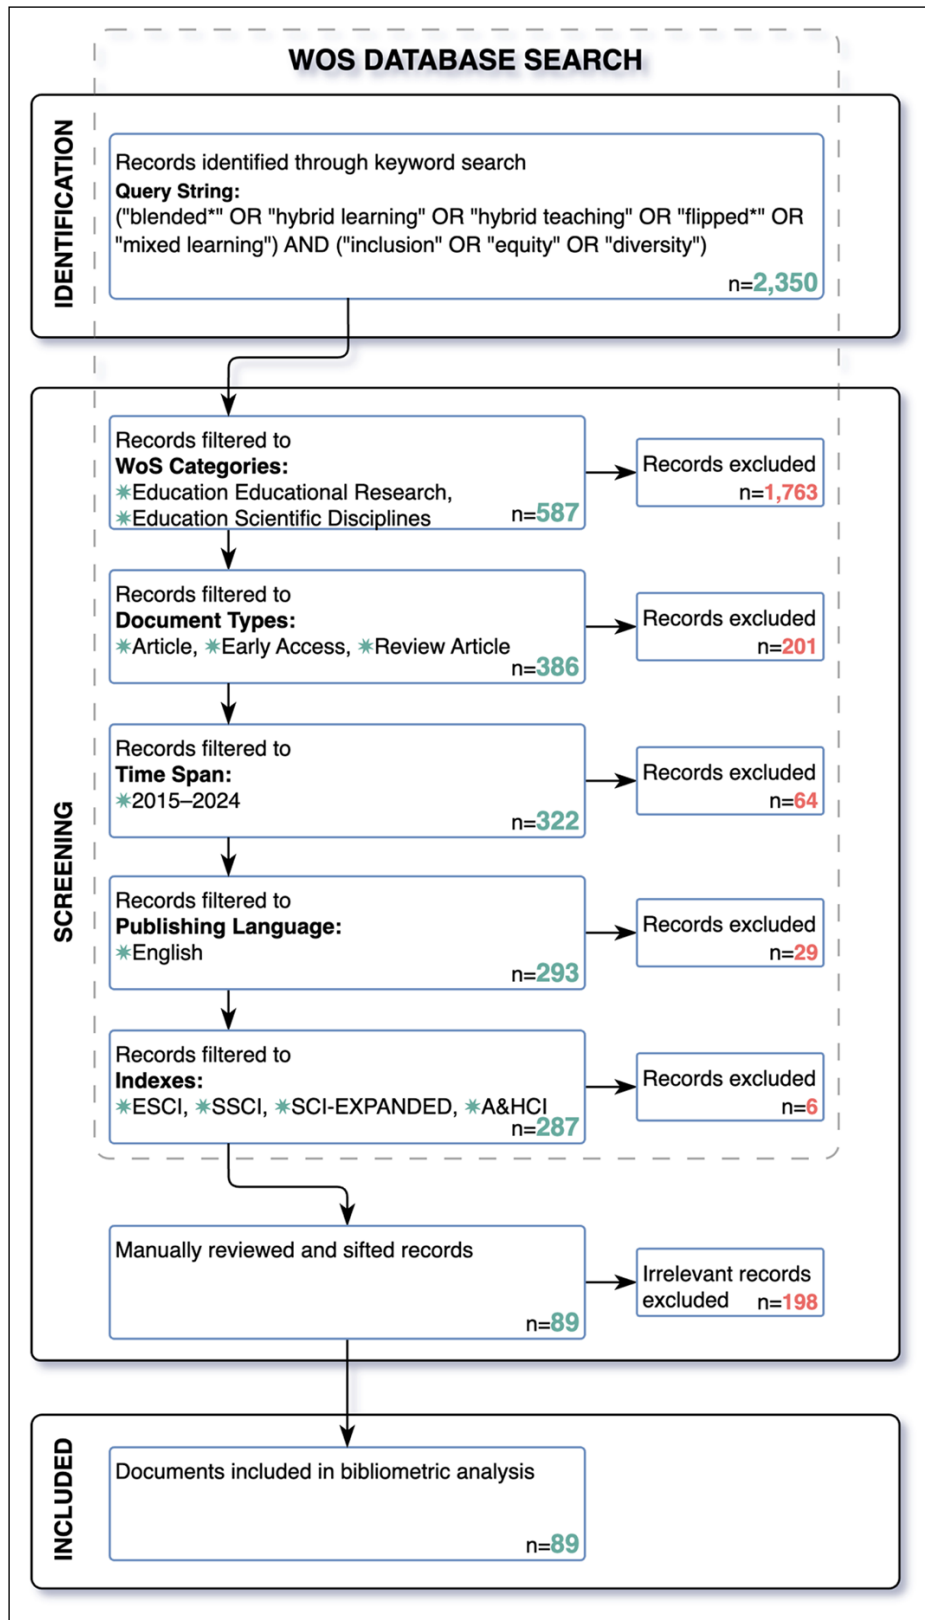 WOS DATABASE SEARCH
IDENTIFICATION
Records identified through keyword search
Query String:
("blended*" OR "hybrid learning" OR "hybrid teaching" OR "flipped*" OR
"mixed learning") AND ("inclusion" OR "equity" OR "diversity")
n=2,350
SCREENING
Records filtered to
WoS Categories:
✷Education Educational Research,
✷Education Scientific Disciplines
n=587
Records excluded
n=1,763
Records filtered to
Document Types:
✷Article, ✷Early Access, ✷Review Article
n=386
Records excluded
n=201
Records filtered to
Time Span:
✷2015–2024
n=322
Records excluded
n=64
Records filtered to
Publishing Language:
✷English
n=293
Records excluded
n=29
Records filtered to
Indexes:
✷ESCI, ✷SSCI, ✷SCI-EXPANDED, ✷A&HCI
n=287
Records excluded
n=6
Manually reviewed and sifted records
n=89
Irrelevant records
excluded n=198
INCLUDED
Documents included in bibliometric analysis
n=89